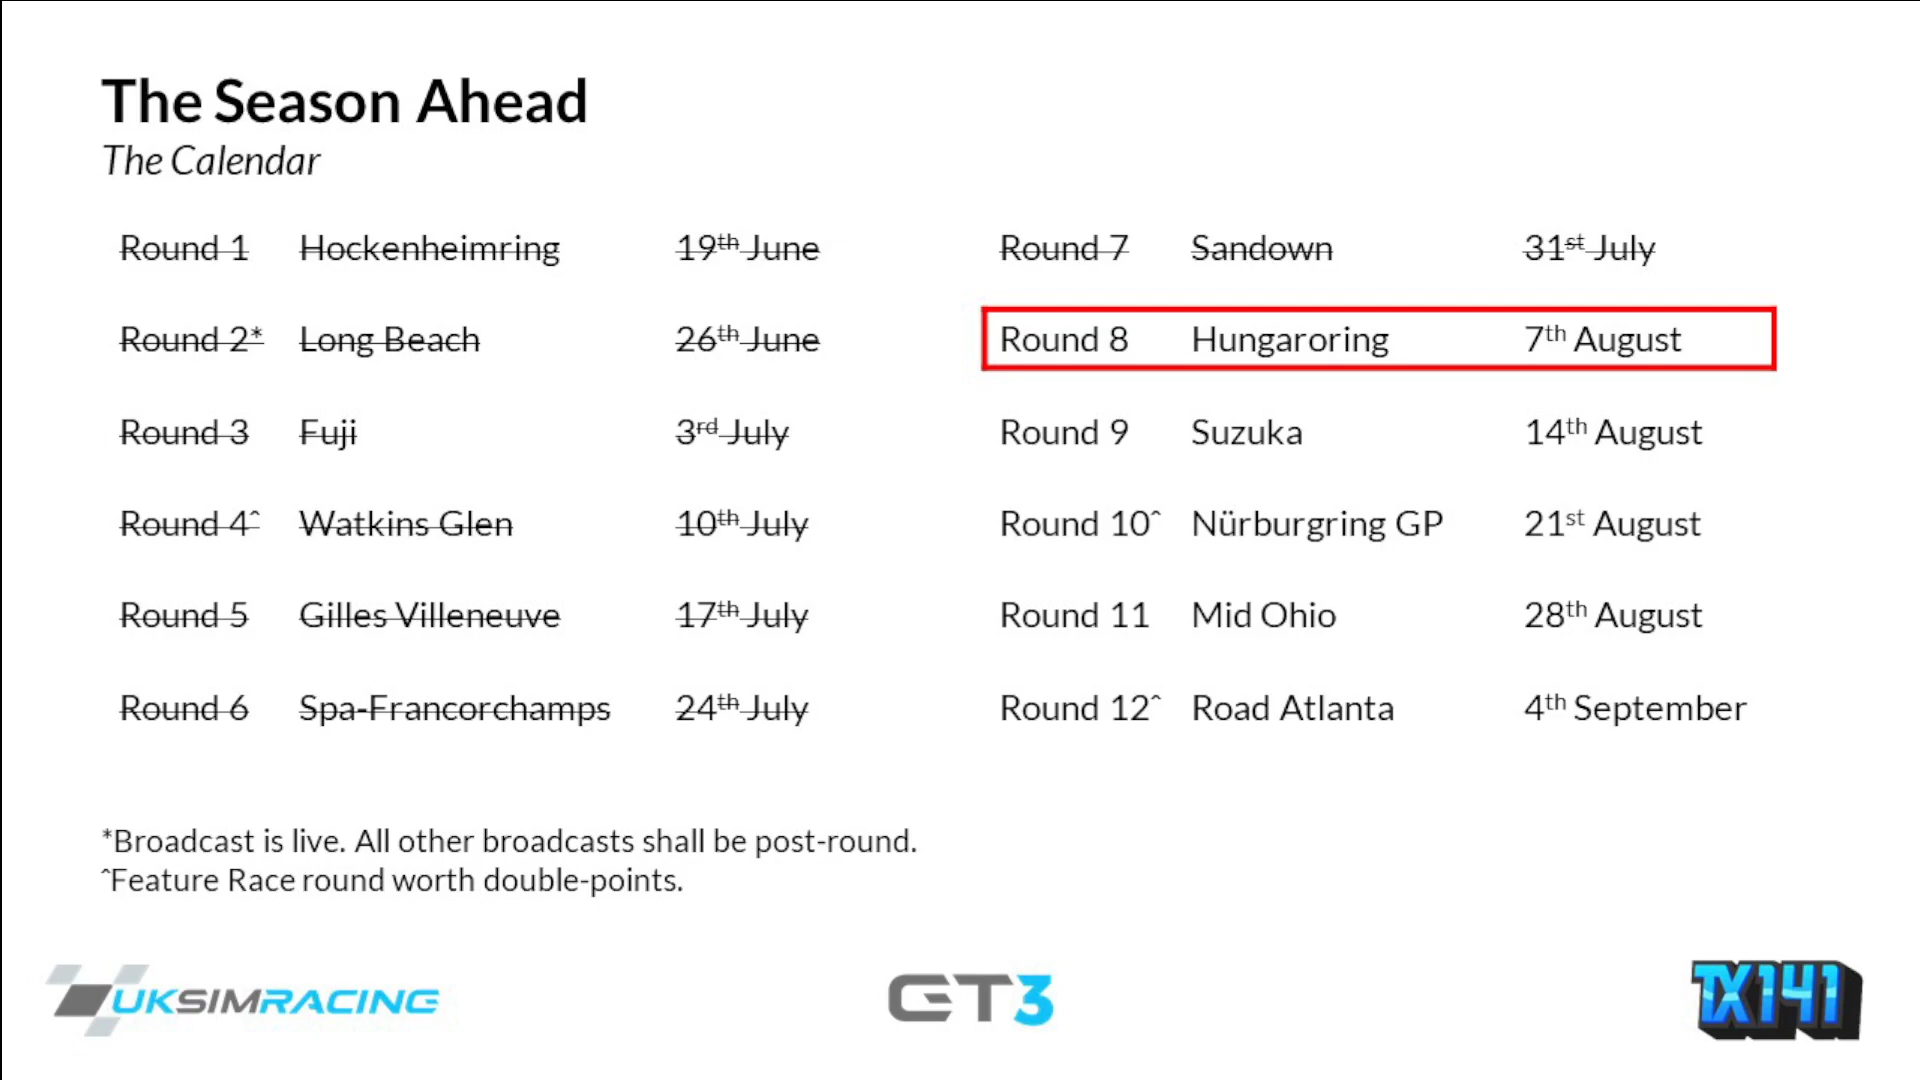 The Season Ahead
The Calendar
Round 1 Hockenheimring 19th June
Round 2* Long Beach 26th June
Round 3 Fuji 3rd July
Round 4^ Watkins Glen 10th July
Round 5 Gilles Villeneuve 17th July
Round 6 Spa-Francorchamps 24th July
Round 7 Sandown 31st July
Round 8 Hungaroring 7th August
Round 9 Suzuka 14th August
Round 10^ Nürburgring GP 21st August
Round 11 Mid Ohio 28th August
Round 12^ Road Atlanta 4th September
*Broadcast is live. All other broadcasts shall be post-round.
^Feature Race round worth double-points.
UKSIMRACING
GT3
TX141